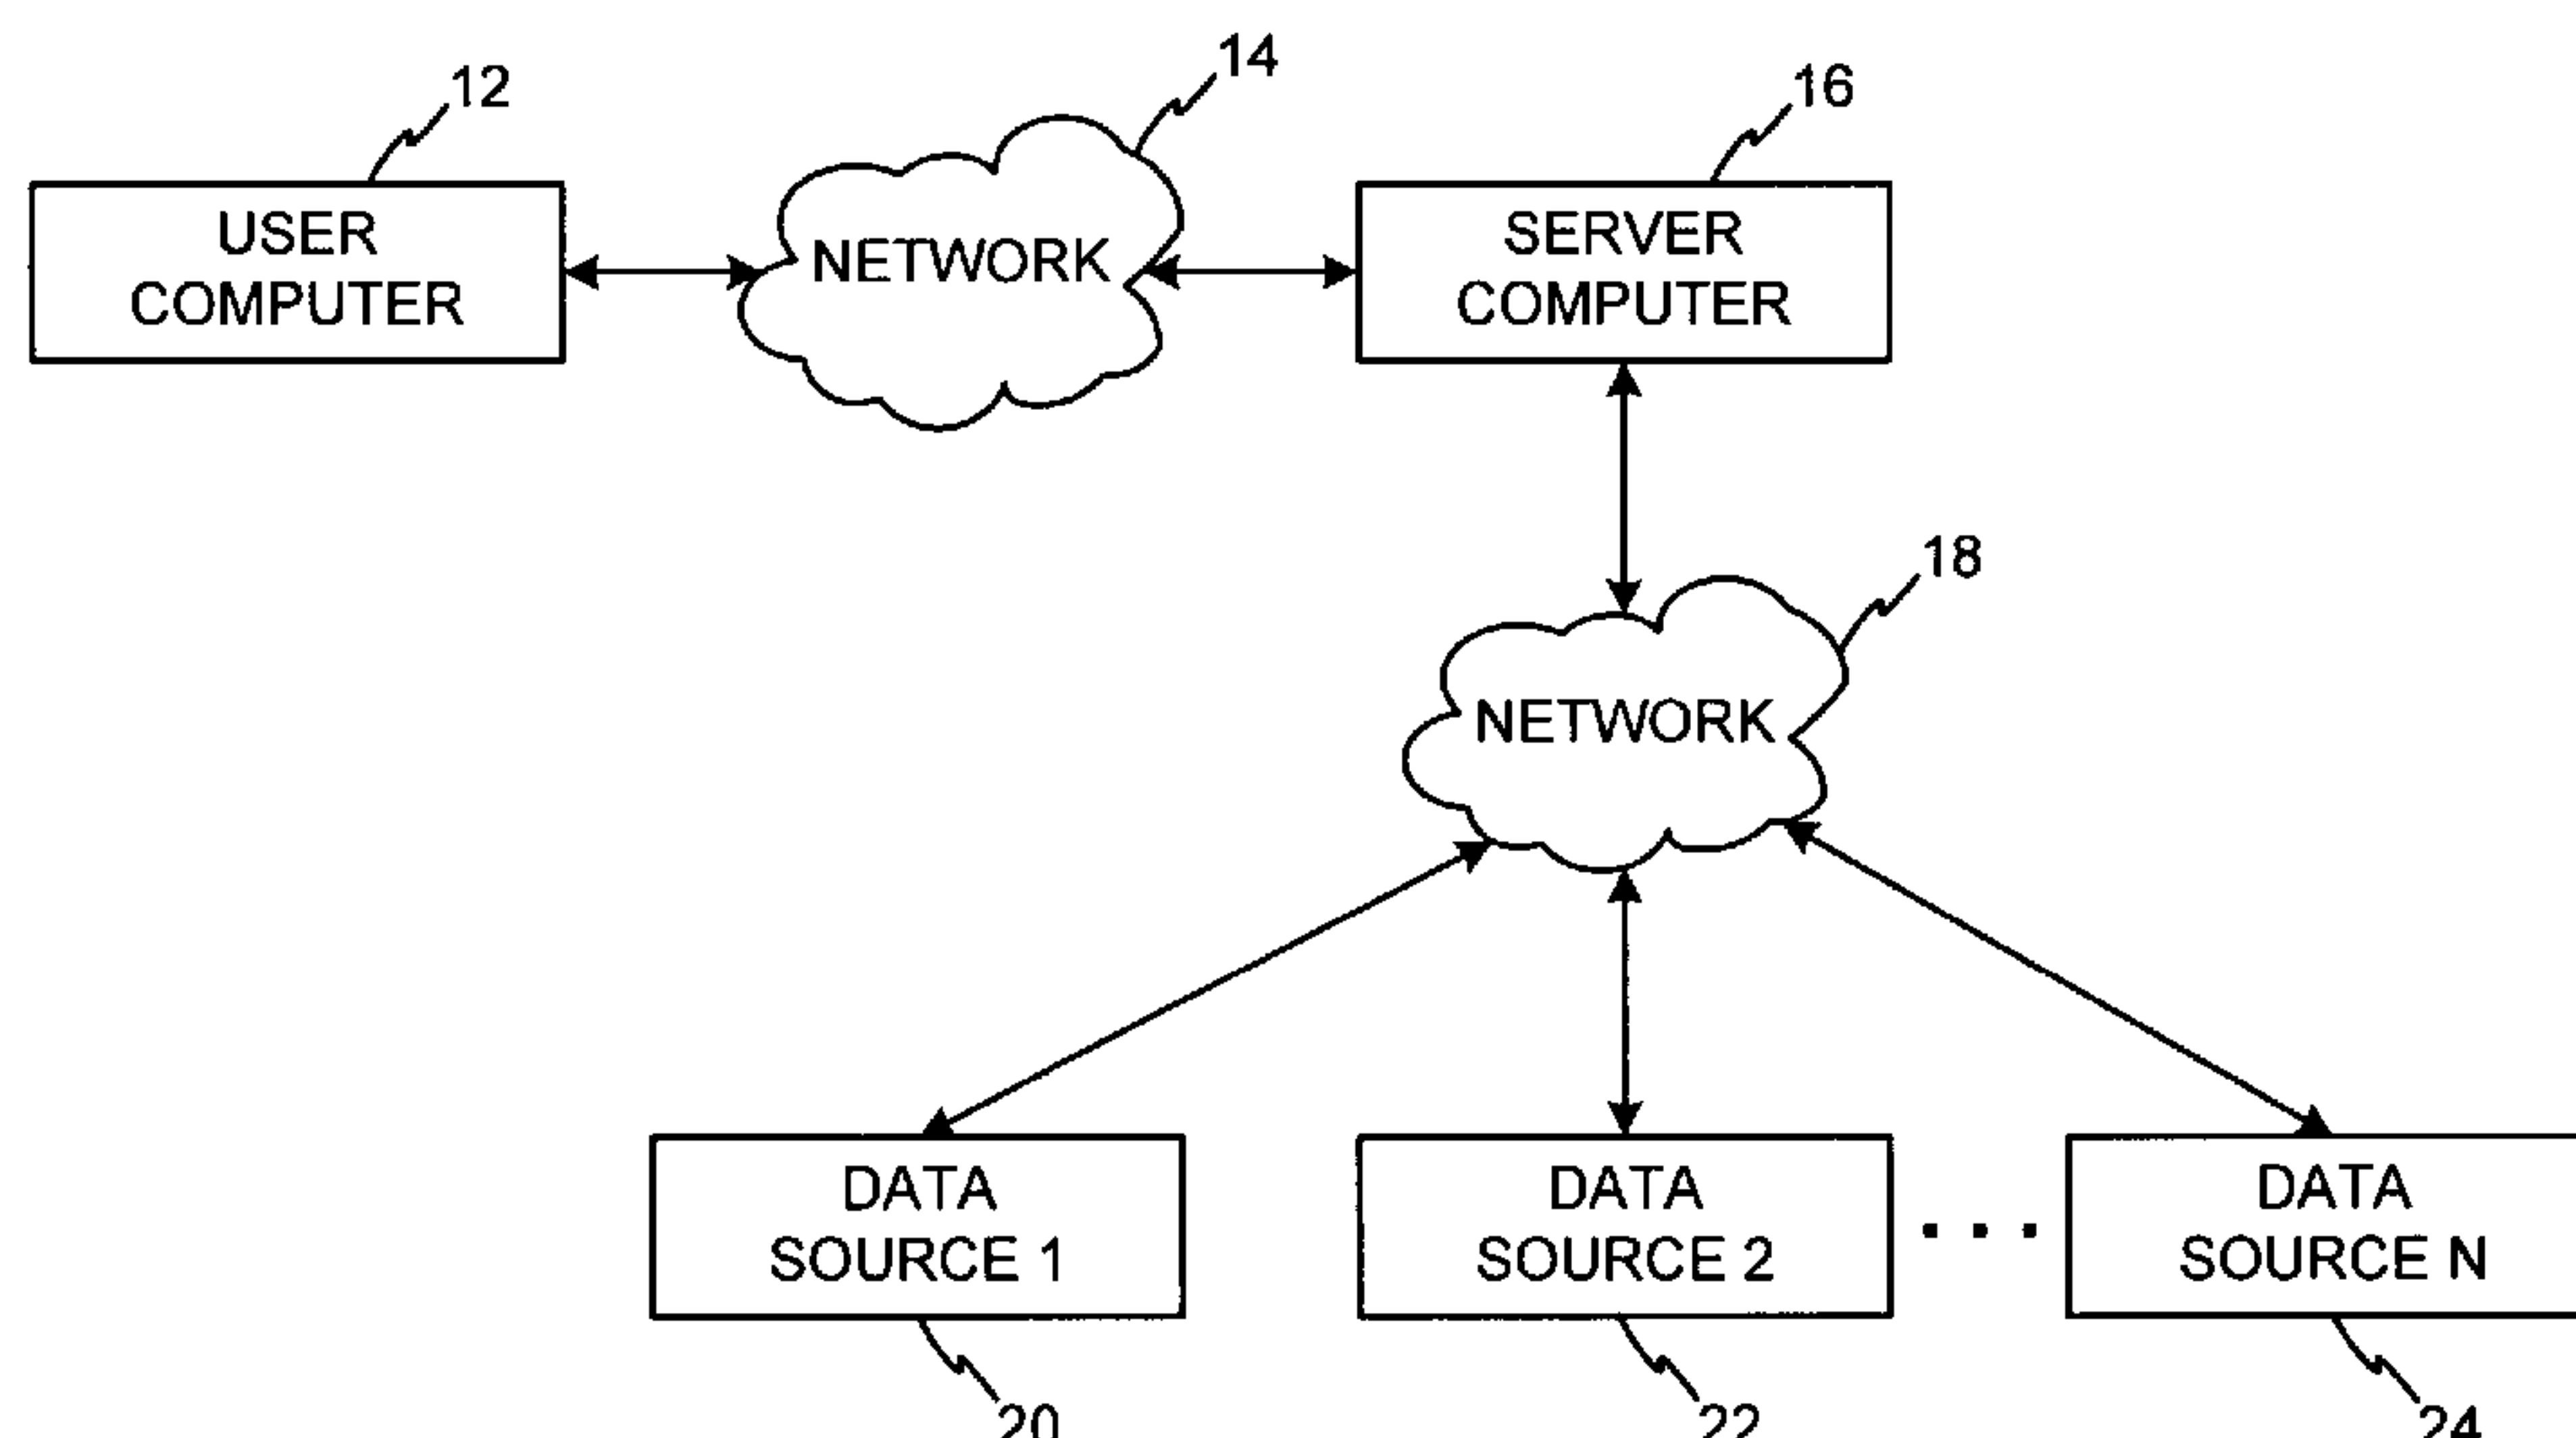 12
14
16
USER
COMPUTER
NETWORK
SERVER
COMPUTER
18
NETWORK
DATA
SOURCE 1
DATA
SOURCE 2
. . .
DATA
SOURCE N
20
22
24